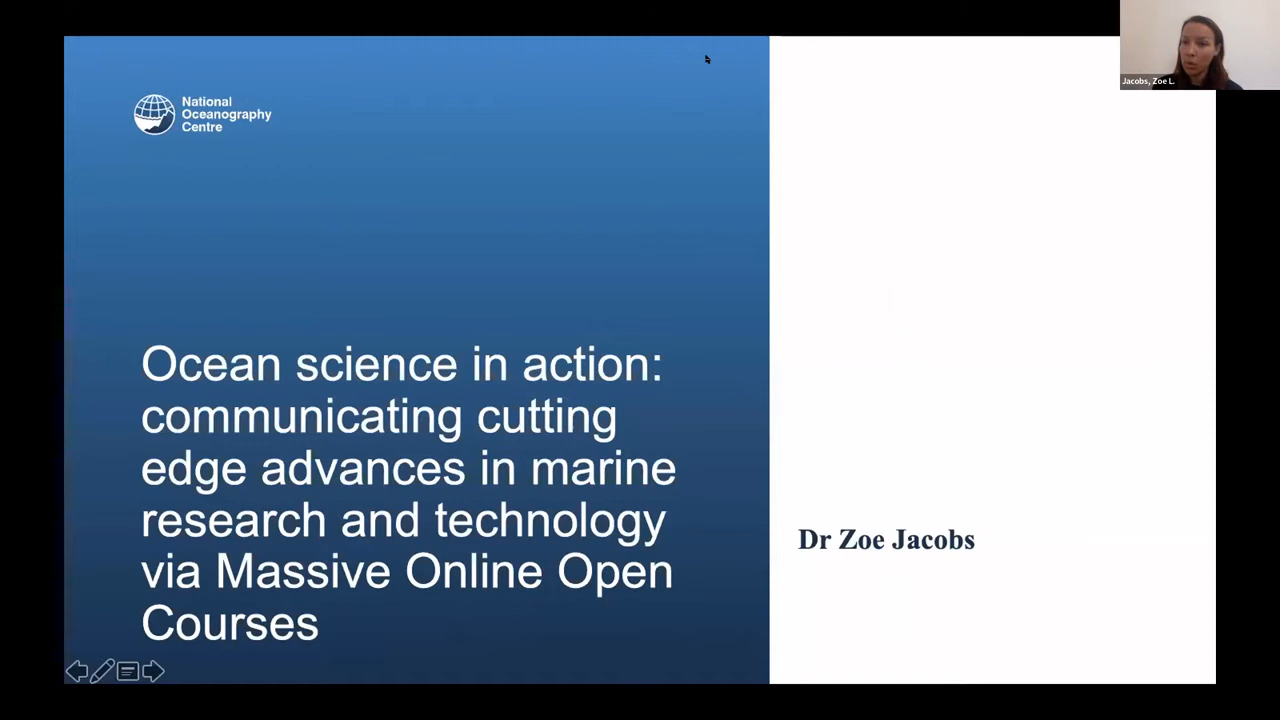 Jacobs, Zoe L.
National
Oceanography
Centre
Ocean science in action:
communicating cutting
edge advances in marine
research and technology
via Massive Online Open
Courses
Dr Zoe Jacobs